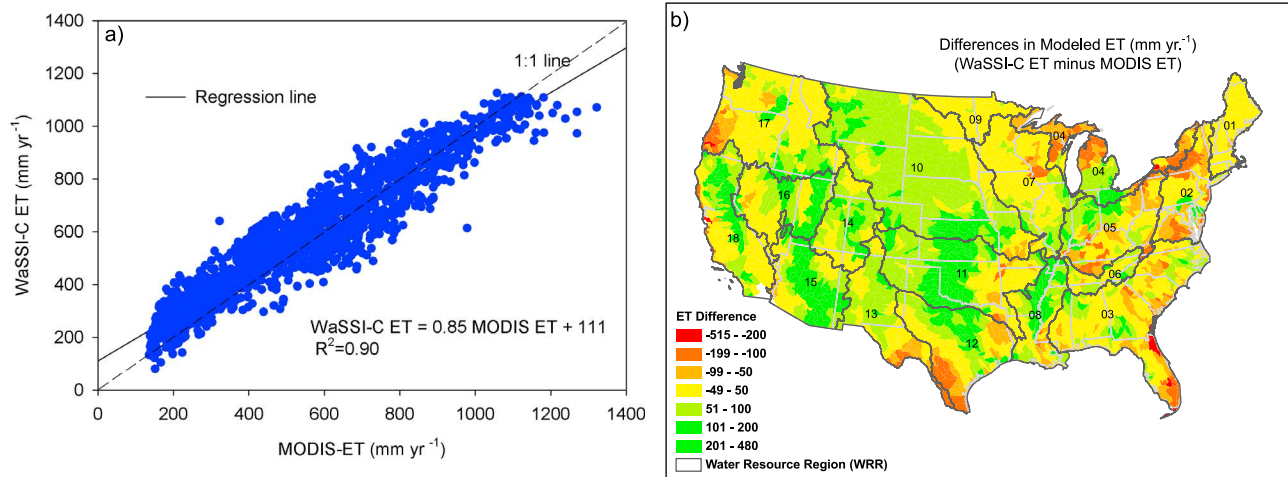 a)
1:1 line
Regression line
WaSSI-C ET = 0.85 MODIS ET + 111
R²=0.90
WaSSI-C ET (mm yr⁻¹)
1400
1200
1000
800
600
400
200
0
0 200 400 600 800 1000 1200 1400
MODIS-ET (mm yr ⁻¹)
b)
Differences in Modeled ET (mm yr.⁻¹)
(WaSSI-C ET minus MODIS ET)
17
09
04
01
04
10
07
02
16
14
05
18
11
06
15
13
08
03
12
ET Difference
-515 - -200
-199 - -100
-99 - -50
-49 - 50
51 - 100
101 - 200
201 - 480
Water Resource Region (WRR)